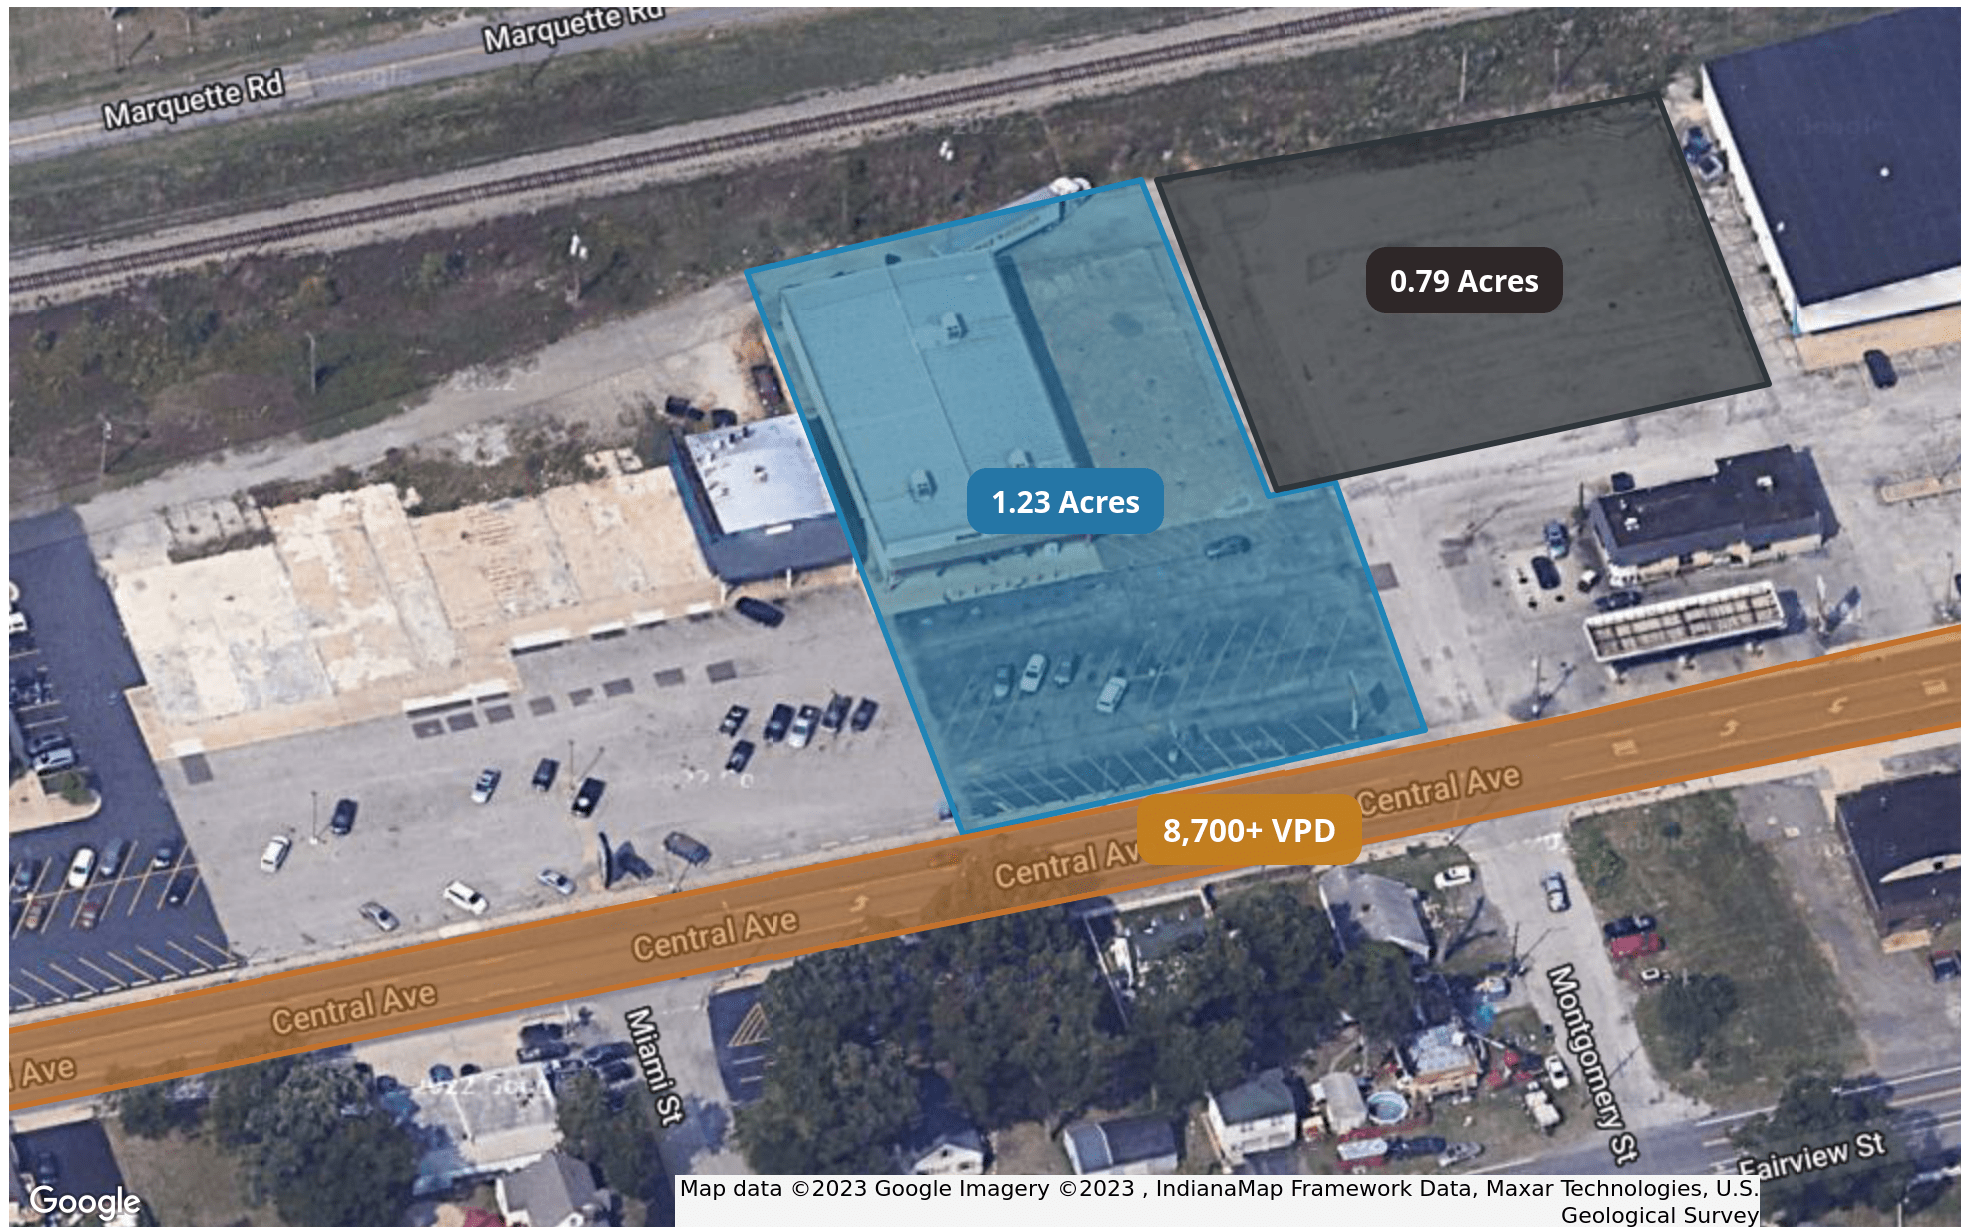 Marquette Rd
Marquette Rd
0.79 Acres
1.23 Acres
Central Ave
8,700+ VPD
Central Av
Central Ave
Central Ave
Ave
Miami St
Montgomery St
Fairview St
Google
Map data ©2023 Google Imagery ©2023 , IndianaMap Framework Data, Maxar Technologies, U.S.
Geological Survey